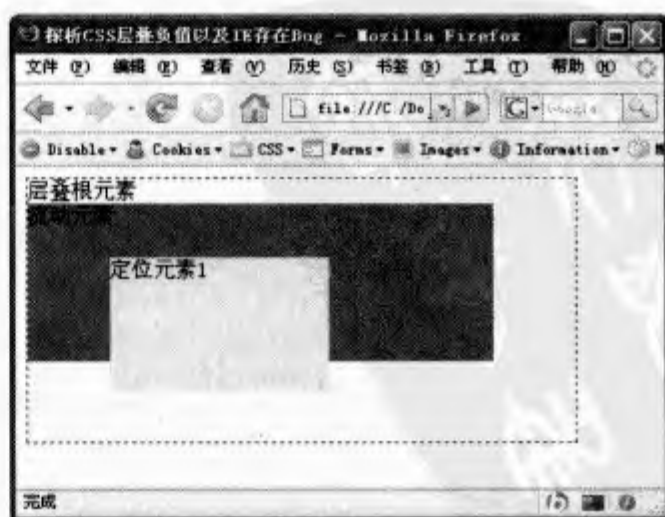 探析CSS层叠负值以及IE存在Bug - Mozilla Firefox
文件 (F) 编辑 (E) 查看 (V) 历史 (S) 书签 (B) 工具 (T) 帮助 (H)
file:///C:/Do
Disable Cookies CSS Forms Images Information
层叠根元素
流动元素
定位元素1
完成